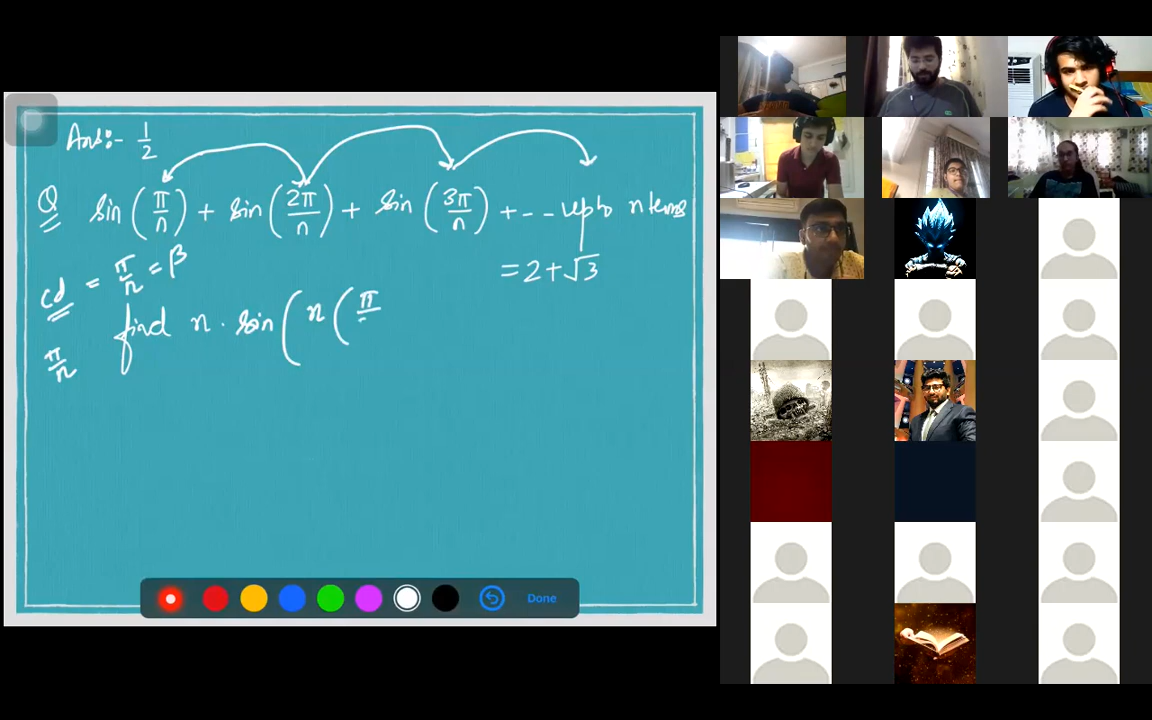 Ans:- 1/2
Q sin(π/n) + sin(2π/n) + sin(3π/n) + - - upto n terms
= 2+√3
cd = π/n = β
find n · sin( n ( π
π/n
Done